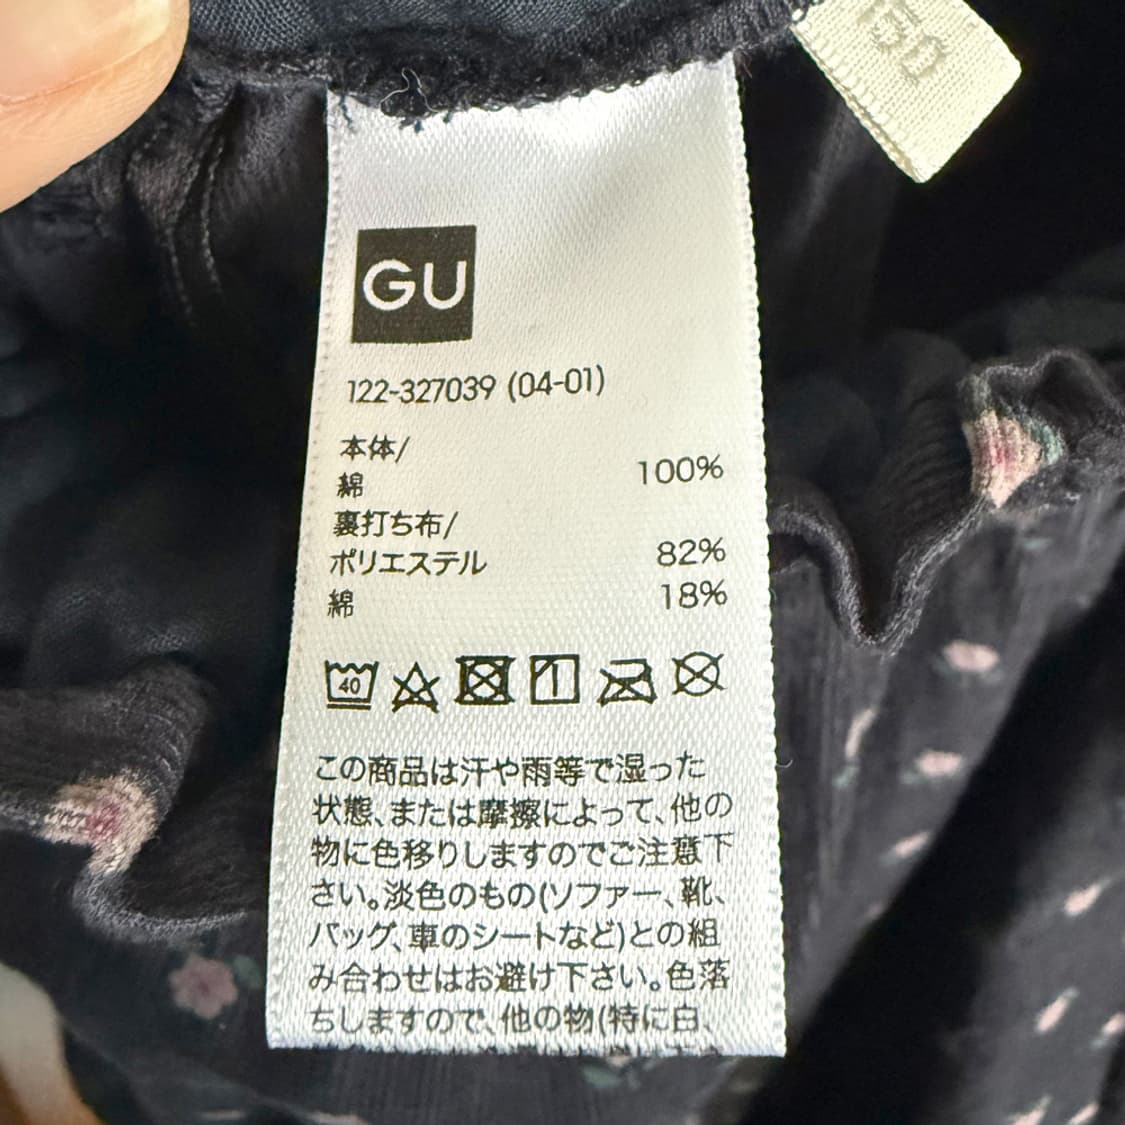 150
GU
122-327039 (04-01)
本体/
綿 100%
裏打ち布/
ポリエステル 82%
綿 18%
40
この商品は汗や雨等で湿った
状態、または摩擦によって、他の
物に色移りしますのでご注意下
さい。淡色のもの(ソファー、靴、
バッグ、車のシートなど)との組
み合わせはお避け下さい。色落
ちしますので、他の物(特に白、